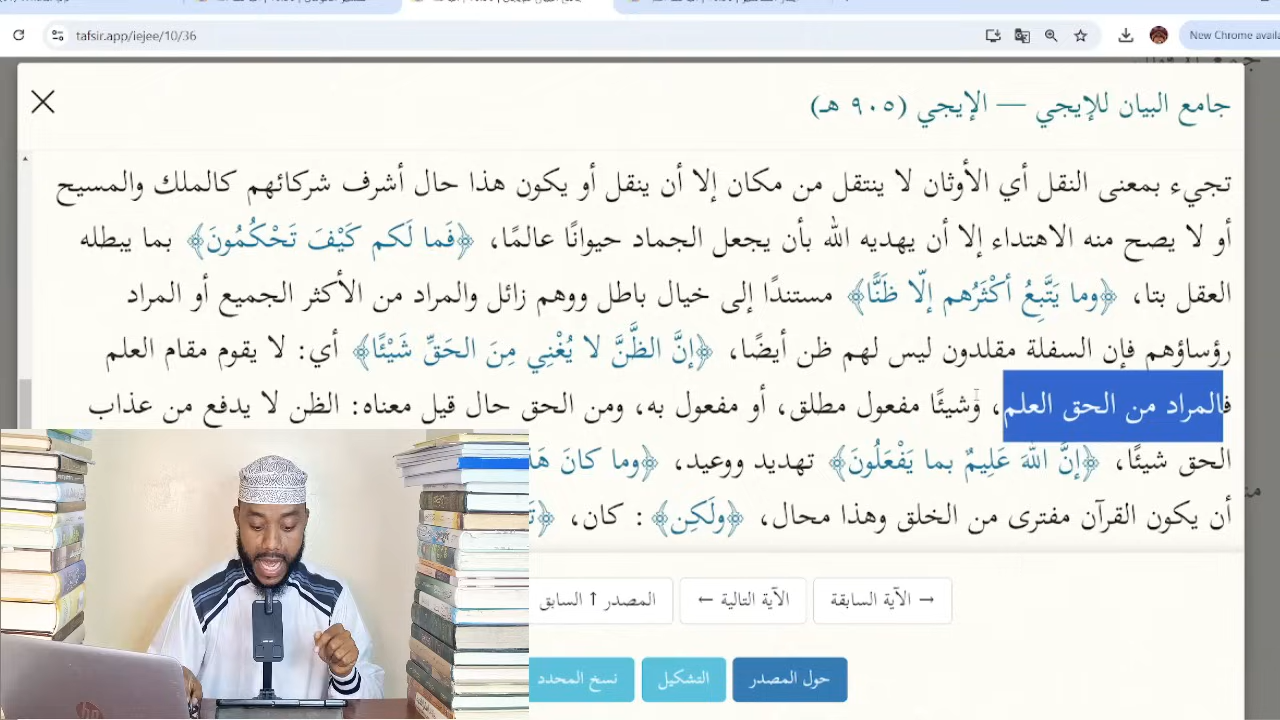 tafsir.app/iejee/10/36
New Chrome availa
جامع البيان للإيجي — الإيجي (٩٠٥ هـ)
تجيء بمعنى النقل أي الأوثان لا ينتقل من مكان إلا أن ينقل أو يكون هذا حال أشرف شركائهم كالملك والمسيح
أو لا يصح منه الاهتداء إلا أن يهديه الله بأن يجعل الجماد حيوانًا عالمًا، ﴿فَما لَكم كَيْفَ تَحْكُمُونَ﴾ بما يبطله
العقل بتا، ﴿وما يَتَّبِعُ أكْثَرُهم إلّا ظَنًّا﴾ مستندًا إلى خيال باطل ووهم زائل والمراد من الأكثر الجميع أو المراد
رؤساؤهم فإن السفلة مقلدون ليس لهم ظن أيضًا، ﴿إنَّ الظَّنَّ لا يُغْنِي مِنَ الحَقِّ شَيْئًا﴾ أي: لا يقوم مقام العلم
فالمراد من الحق العلم، وشيئًا مفعول مطلق، أو مفعول به، ومن الحق حال قيل معناه: الظن لا يدفع من عذاب
الحق شيئًا، ﴿إنَّ اللهَ عَلِيمٌ بما يَفْعَلُونَ﴾ تهديد ووعيد، ﴿وما كانَ
أن يكون القرآن مفترى من الخلق وهذا محال، ﴿ولَكِن﴾ : كان،
→ الآية السابقة
الآية التالية ←
المصدر ↑ السابق
حول المصدر
التشكيل
نسخ المحدد
hp